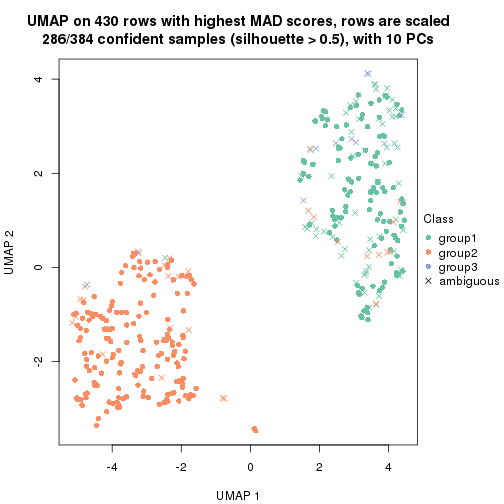 UMAP on 430 rows with highest MAD scores, rows are scaled
286/384 confident samples (silhouette > 0.5), with 10 PCs
4
2
0
-2
UMAP 2
-4
-2
0
2
4
UMAP 1
Class
group1
group2
group3
ambiguous